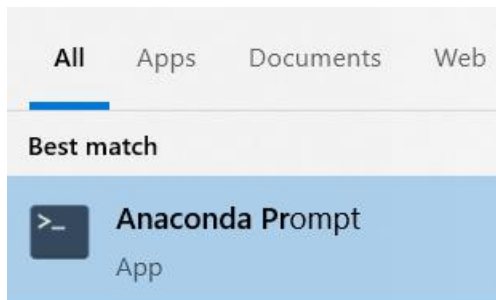 All Apps Documents Web
Best match
>_ Anaconda Prompt
App